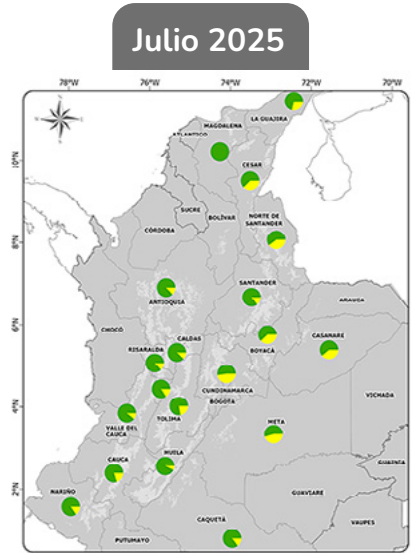 Julio 2025
78°W
76°W
74°W
72°W
70°W
LA GUAJIRA
MAGDALENA
ATLANTICO
10°N
CESAR
SUCRE
BOLÍVAR
NORTE DE
SANTANDER
CÓRDOBA
8°N
SANTANDER
ANTIOQUIA
ARAUCA
6°N
CHOCÓ
CALDAS
CASANARE
RISARALDA
BOYACÁ
CUNDINAMARCA
VICHADA
BOGOTÁ
4°N
TOLIMA
VALLE DEL
CAUCA
META
HUILA
CAUCA
GUAINÍA
2°N
NARIÑO
GUAVIARE
CAQUETÁ
VAUPES
PUTUMAYO